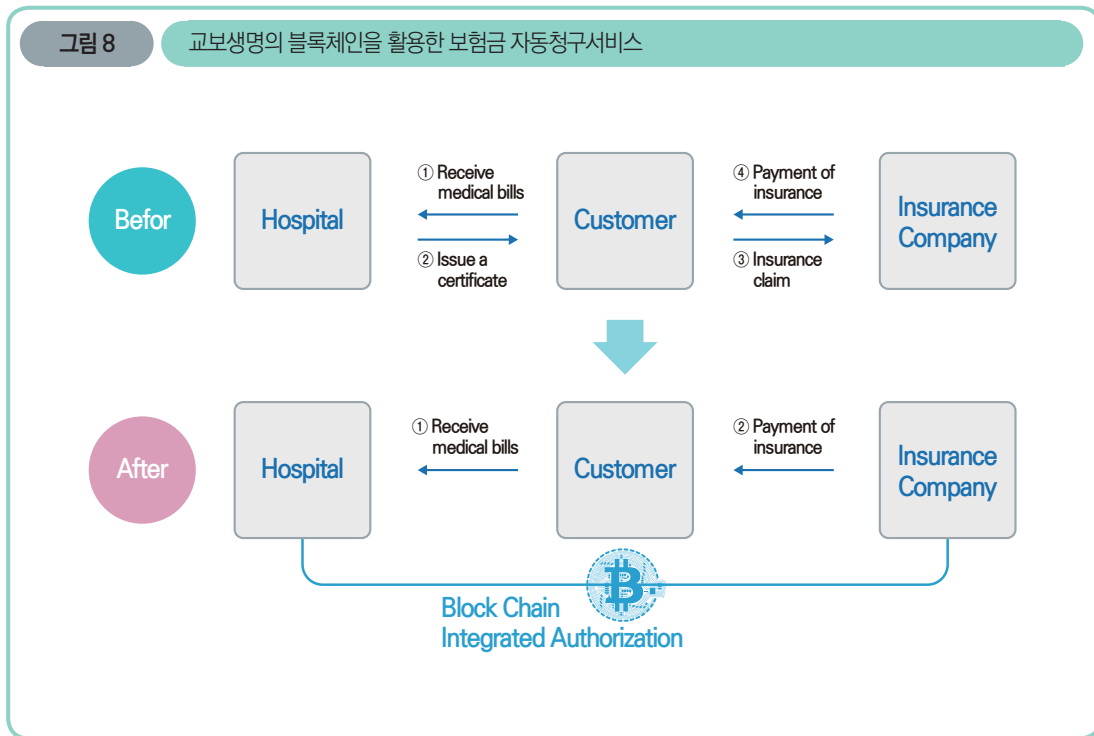 그림 8
교보생명의 블록체인을 활용한 보험금 자동청구서비스
Befor
Hospital
① Receive
medical bills
② Issue a
certificate
Customer
④ Payment of
insurance
③ Insurance
claim
Insurance
Company
After
Hospital
① Receive
medical bills
Customer
② Payment of
insurance
Insurance
Company
Block Chain
Integrated Authorization